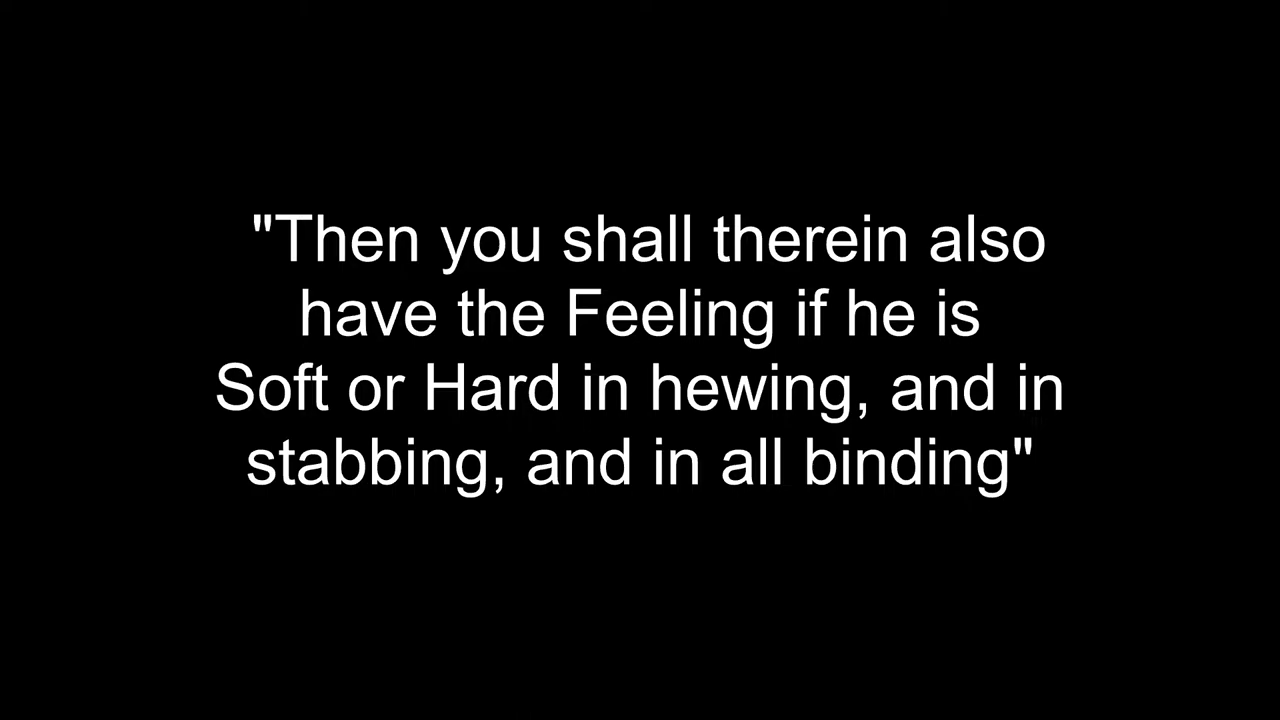 "Then you shall therein also
have the Feeling if he is
Soft or Hard in hewing, and in
stabbing, and in all binding"